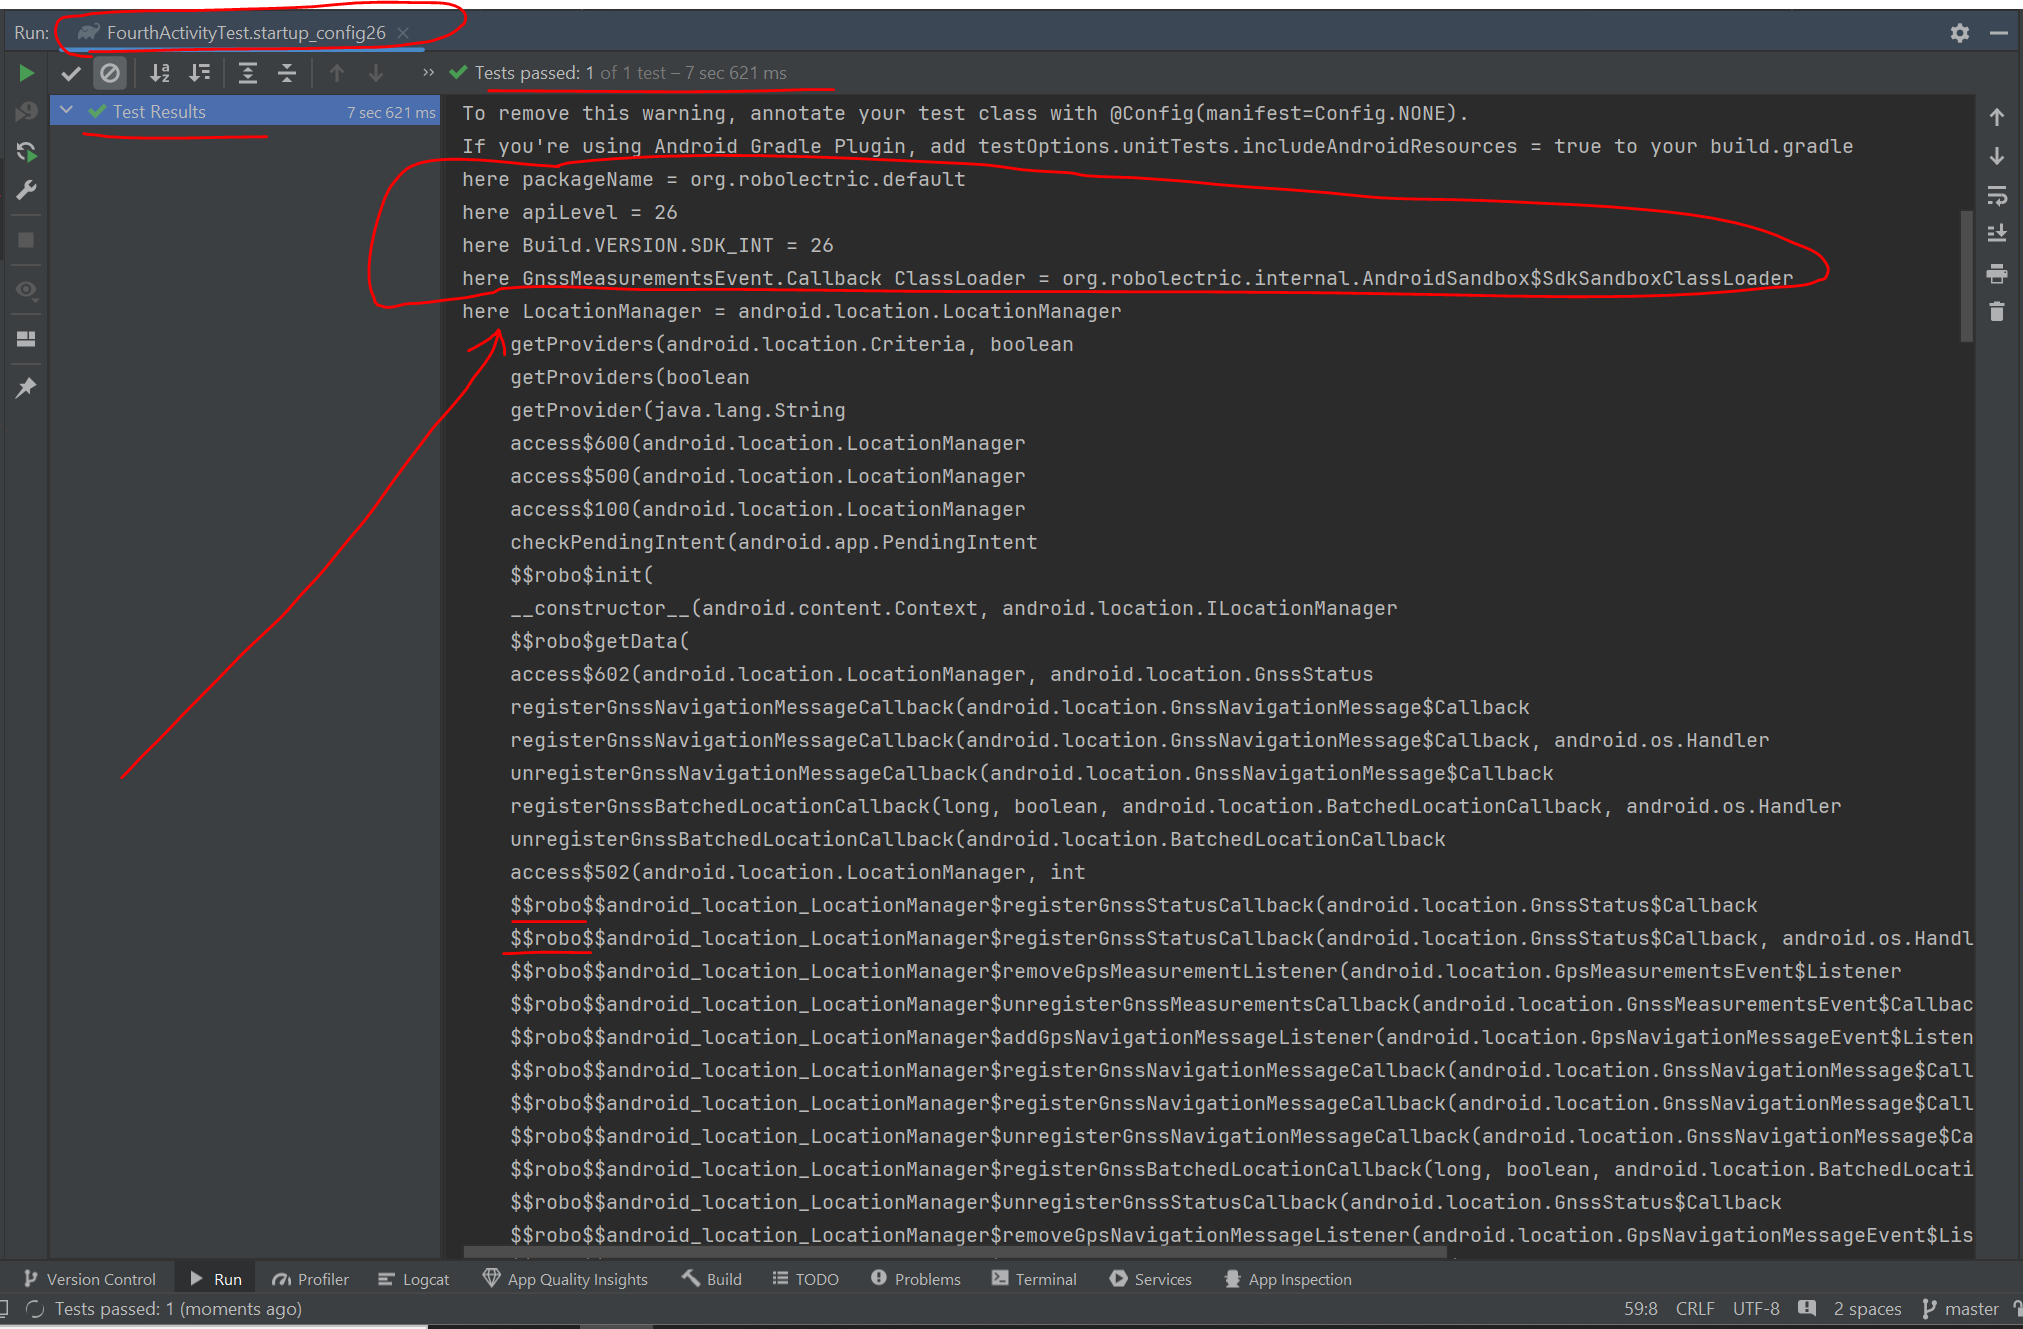 Run: FourthActivityTest.startup_config26
Tests passed: 1 of 1 test – 7 sec 621 ms
Test Results 7 sec 621 ms
To remove this warning, annotate your test class with @Config(manifest=Config.NONE).
If you're using Android Gradle Plugin, add testOptions.unitTests.includeAndroidResources = true to your build.gradle
here packageName = org.robolectric.default
here apiLevel = 26
here Build.VERSION.SDK_INT = 26
here GnssMeasurementsEvent.Callback ClassLoader = org.robolectric.internal.AndroidSandbox$SdkSandboxClassLoader
here LocationManager = android.location.LocationManager
getProviders(android.location.Criteria, boolean
getProviders(boolean
getProvider(java.lang.String
access$600(android.location.LocationManager
access$500(android.location.LocationManager
access$100(android.location.LocationManager
checkPendingIntent(android.app.PendingIntent
$$robo$init(
__constructor__(android.content.Context, android.location.ILocationManager
$$robo$getData(
access$602(android.location.LocationManager, android.location.GnssStatus
registerGnssNavigationMessageCallback(android.location.GnssNavigationMessage$Callback
registerGnssNavigationMessageCallback(android.location.GnssNavigationMessage$Callback, android.os.Handler
unregisterGnssNavigationMessageCallback(android.location.GnssNavigationMessage$Callback
registerGnssBatchedLocationCallback(long, boolean, android.location.BatchedLocationCallback, android.os.Handler
unregisterGnssBatchedLocationCallback(android.location.BatchedLocationCallback
access$502(android.location.LocationManager, int
$$robo$$android_location_LocationManager$registerGnssStatusCallback(android.location.GnssStatus$Callback
$$robo$$android_location_LocationManager$registerGnssStatusCallback(android.location.GnssStatus$Callback, android.os.Handl
$$robo$$android_location_LocationManager$removeGpsMeasurementListener(android.location.GpsMeasurementsEvent$Listener
$$robo$$android_location_LocationManager$unregisterGnssMeasurementsCallback(android.location.GnssMeasurementsEvent$Callbac
$$robo$$android_location_LocationManager$addGpsNavigationMessageListener(android.location.GpsNavigationMessageEvent$Listen
$$robo$$android_location_LocationManager$registerGnssNavigationMessageCallback(android.location.GnssNavigationMessage$Call
$$robo$$android_location_LocationManager$registerGnssNavigationMessageCallback(android.location.GnssNavigationMessage$Call
$$robo$$android_location_LocationManager$unregisterGnssNavigationMessageCallback(android.location.GnssNavigationMessage$Ca
$$robo$$android_location_LocationManager$registerGnssBatchedLocationCallback(long, boolean, android.location.BatchedLocati
$$robo$$android_location_LocationManager$unregisterGnssStatusCallback(android.location.GnssStatus$Callback
$$robo$$android_location_LocationManager$removeGpsNavigationMessageListener(android.location.GpsNavigationMessageEvent$Lis
Version Control Run Profiler Logcat App Quality Insights Build TODO Problems Terminal Services App Inspection
Tests passed: 1 (moments ago) 59:8 CRLF UTF-8 2 spaces master